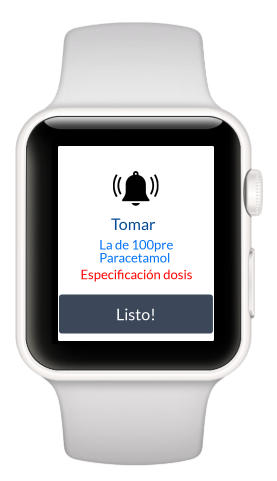 Tomar
La de 100pre
Paracetamol
Especificación dosis
Listo!